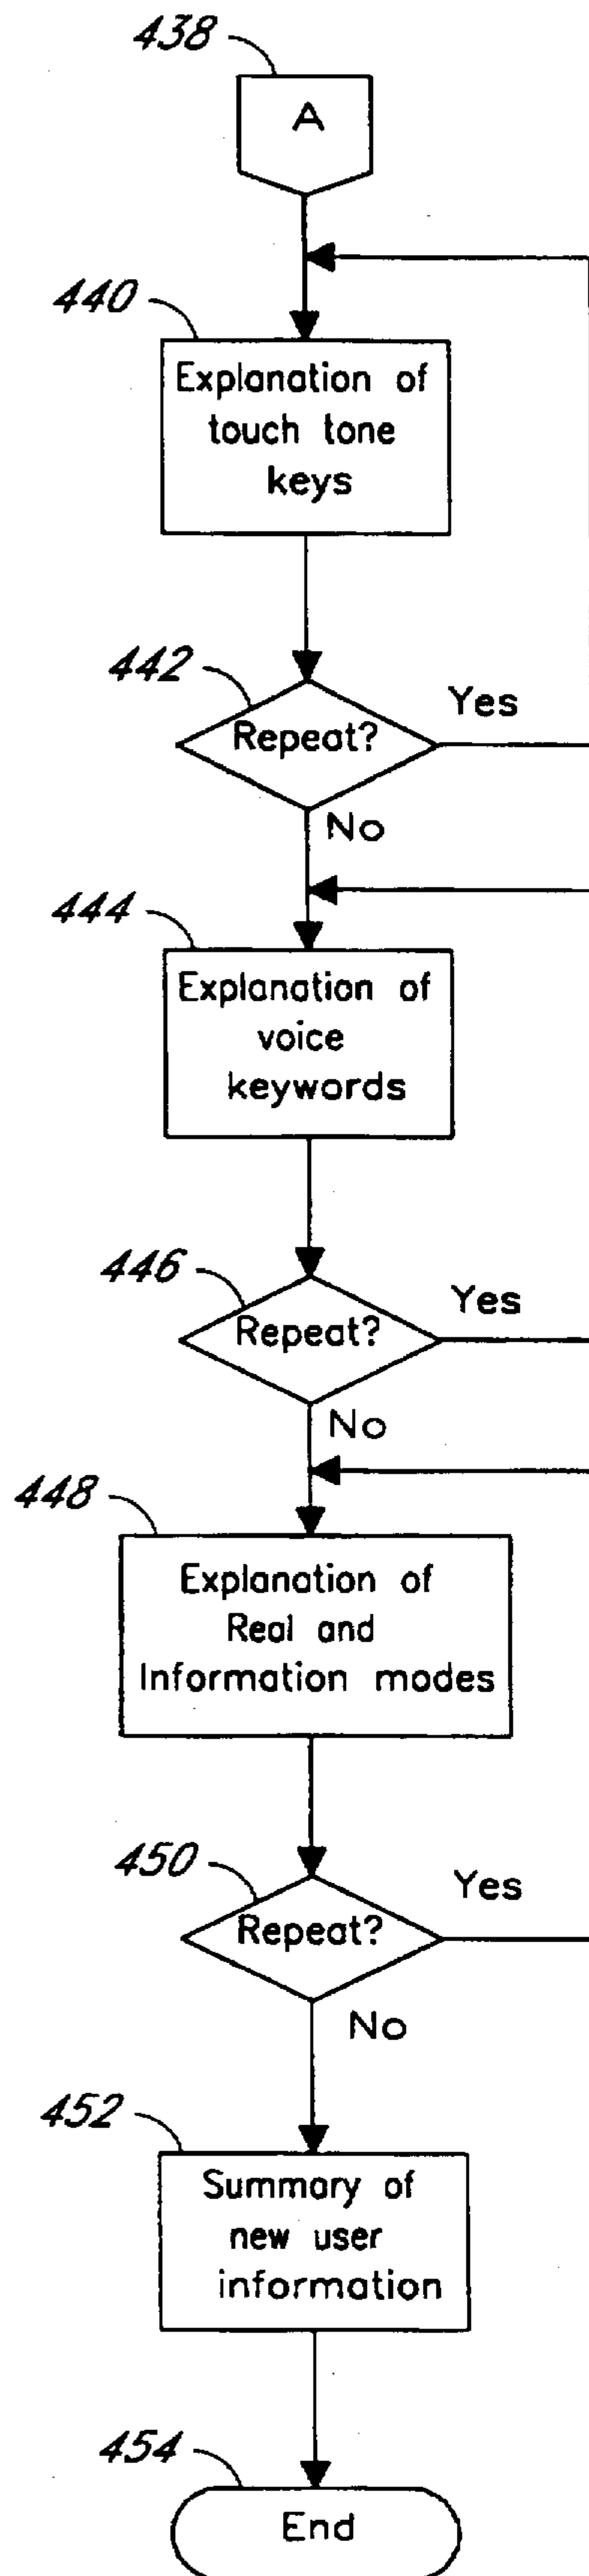 438
A
440
Explanation of
touch tone
keys
442
Repeat?
Yes
No
444
Explanation of
voice
keywords
446
Repeat?
Yes
No
448
Explanation of
Real and
Information modes
450
Repeat?
Yes
No
452
Summary of
new user
information
454
End